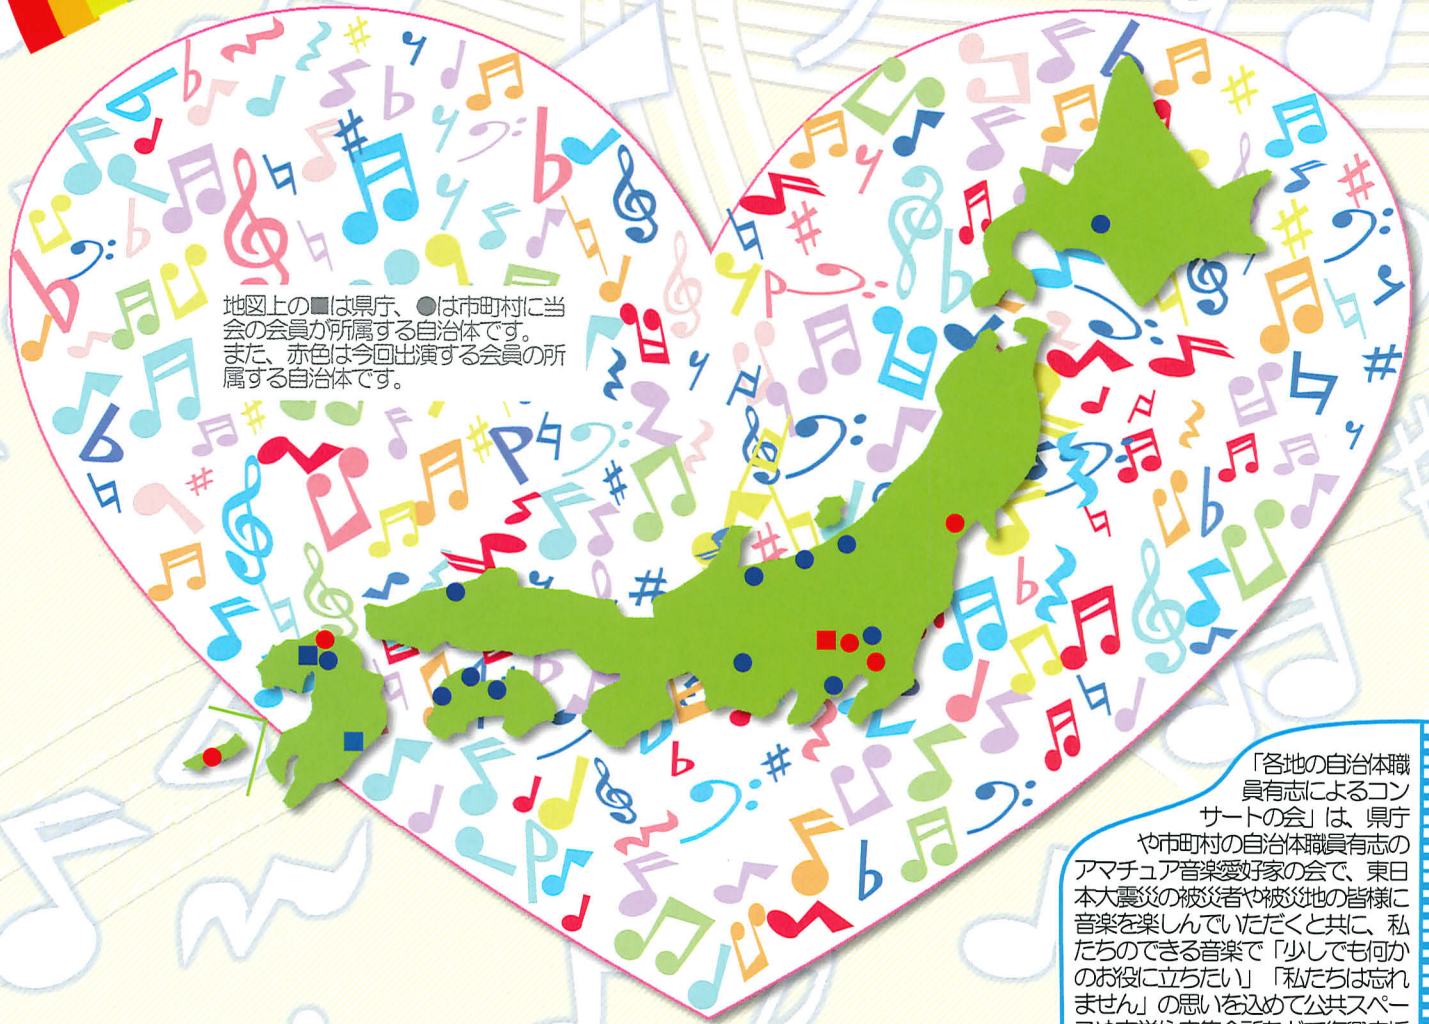 地図上の■は県庁、●は市町村に当
会の会員が所属する自治体です。
また、赤色は今回出演する会員の所
属する自治体です。
「各地の自治体職
員有志によるコン
サートの会」は、県庁
や市町村の自治体職員有志の
アマチュア音楽愛好家の会で、東日
本大震災の被災者や被災地の皆様に
音楽を楽しんでいただくと共に、私
たちのできる音楽で「少しでも何か
のお役に立ちたい」「私たちは忘れ
ません」の思いを込めて公共スペー